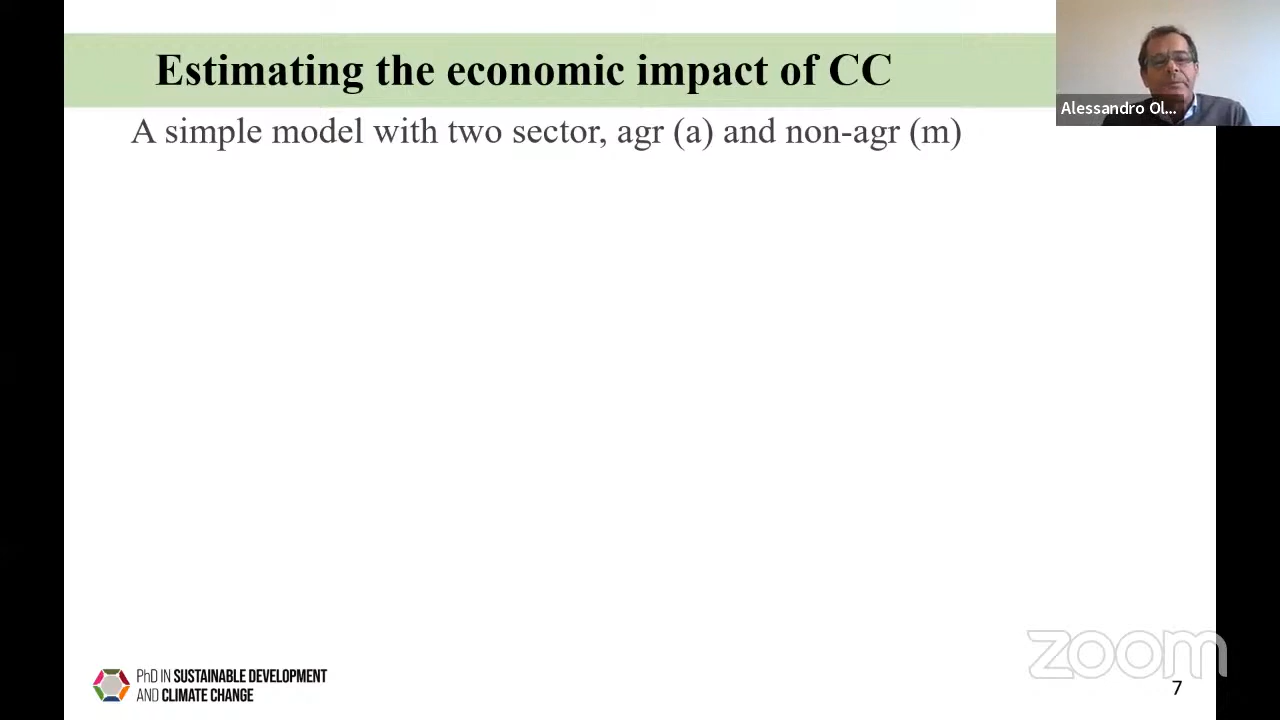 Estimating the economic impact of CC
Alessandro Ol...
A simple model with two sector, agr (a) and non-agr (m)
PhD IN SUSTAINABLE DEVELOPMENT
AND CLIMATE CHANGE
zoom
7